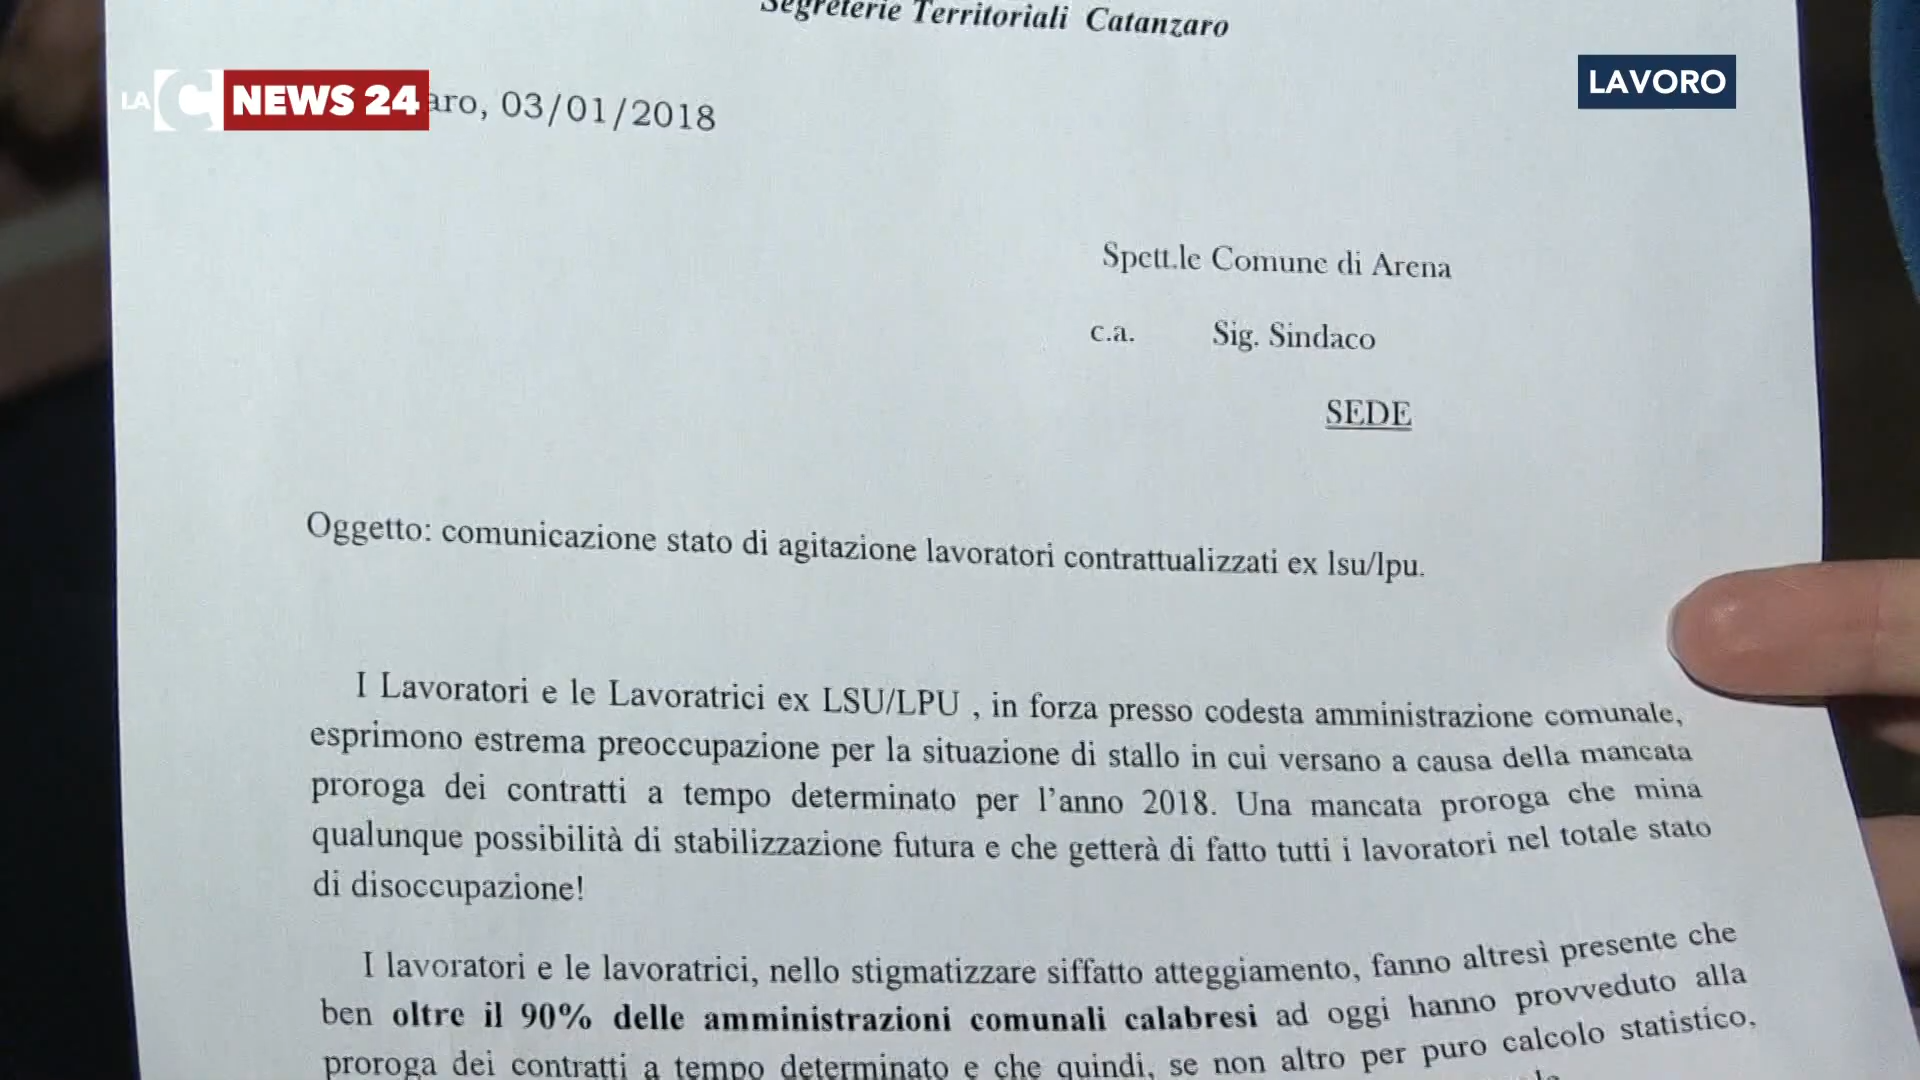 Segreterie Territoriali Catanzaro
LA C NEWS 24
LAVORO
aro, 03/01/2018
Spett.le Comune di Arena
c.a. Sig. Sindaco
SEDE
Oggetto: comunicazione stato di agitazione lavoratori contrattualizzati ex lsu/lpu.
I Lavoratori e le Lavoratrici ex LSU/LPU , in forza presso codesta amministrazione comunale,
esprimono estrema preoccupazione per la situazione di stallo in cui versano a causa della mancata
proroga dei contratti a tempo determinato per l'anno 2018. Una mancata proroga che mina
qualunque possibilità di stabilizzazione futura e che getterà di fatto tutti i lavoratori nel totale stato
di disoccupazione!
I lavoratori e le lavoratrici, nello stigmatizzare siffatto atteggiamento, fanno altresì presente che
ben oltre il 90% delle amministrazioni comunali calabresi ad oggi hanno provveduto alla
proroga dei contratti a tempo determinato e che quindi, se non altro per puro calcolo statistico,